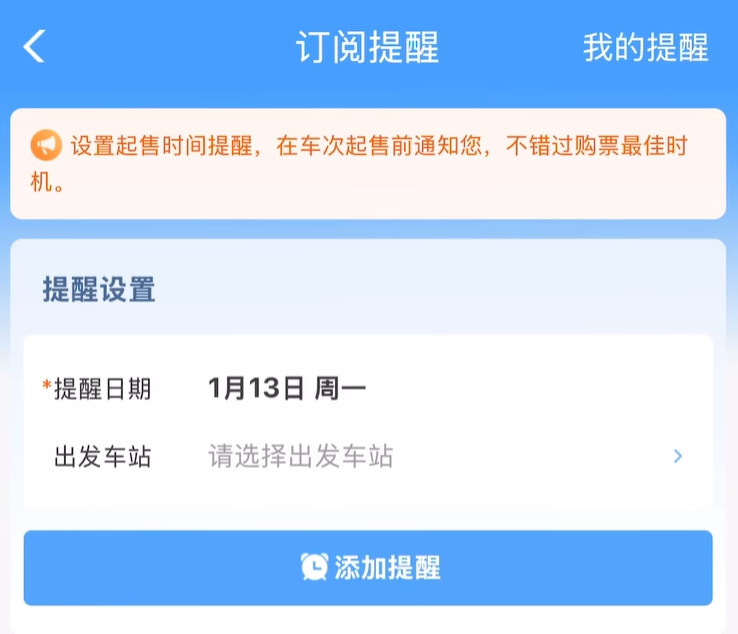 订阅提醒
我的提醒
设置起售时间提醒，在车次起售前通知您，不错过购票最佳时
机。
提醒设置
*提醒日期 1月13日 周一
出发车站 请选择出发车站
添加提醒